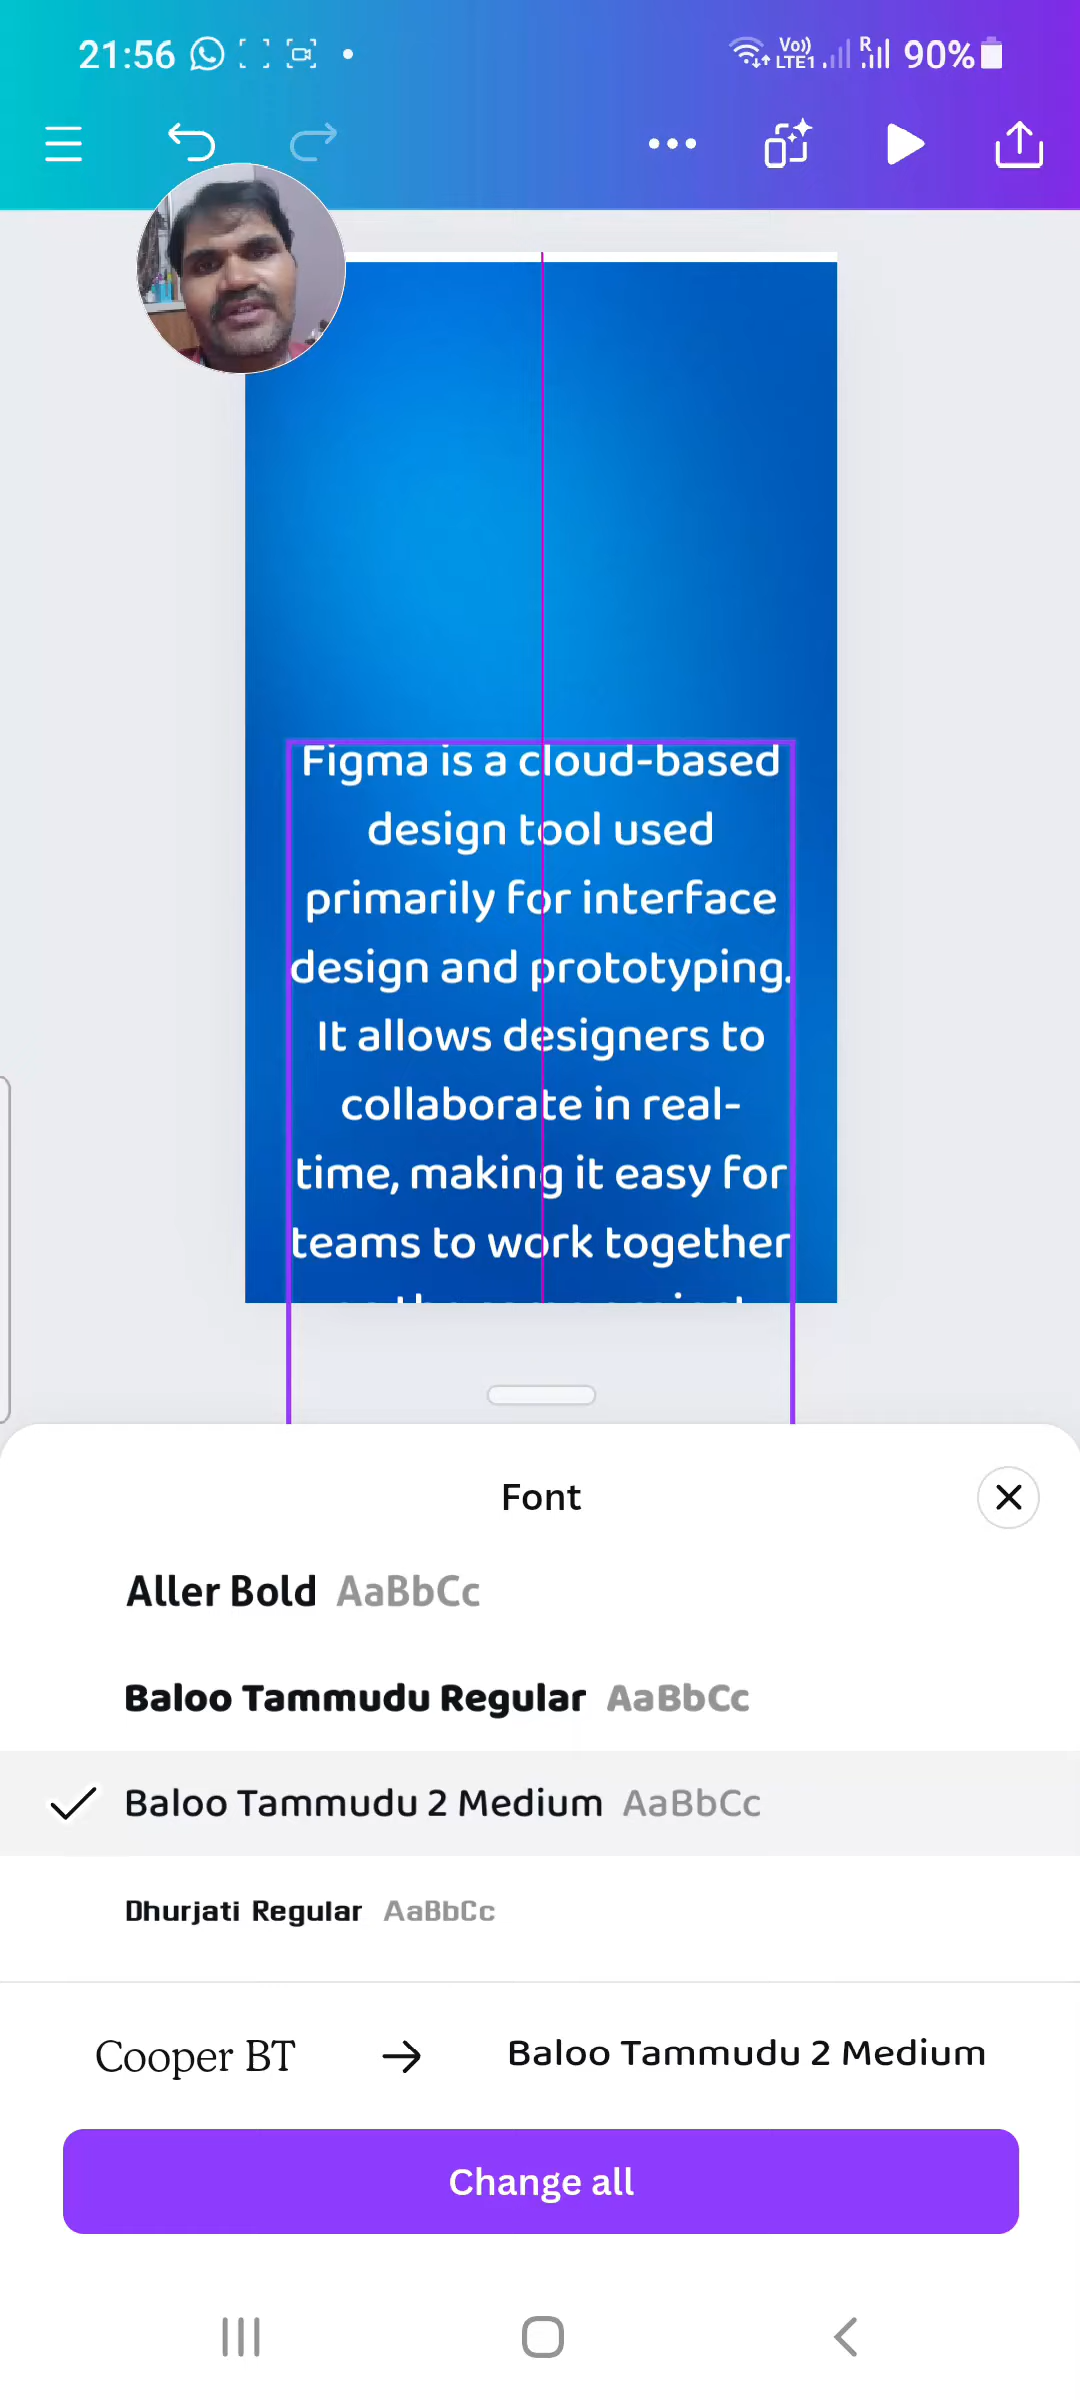 21:56
Vo))
LTE1
R
90%
Figma is a cloud-based
design tool used
primarily for interface
design and prototyping.
It allows designers to
collaborate in real-
time, making it easy for
teams to work together
Font
Aller Bold AaBbCc
Baloo Tammudu Regular AaBbCc
Baloo Tammudu 2 Medium AaBbCc
Dhurjati Regular AaBbCc
Cooper BT → Baloo Tammudu 2 Medium
Change all